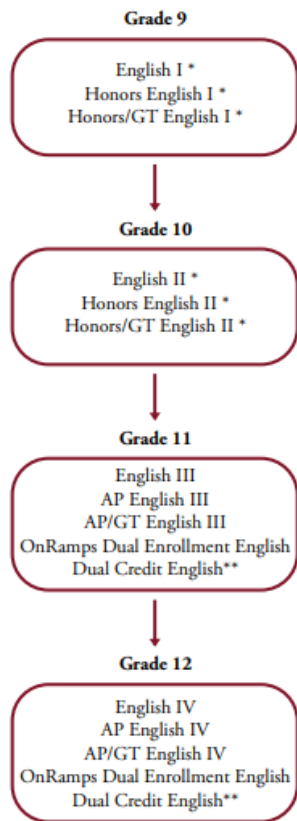 Grade 9
English I *
Honors English I *
Honors/GT English I *
Grade 10
English II *
Honors English II *
Honors/GT English II *
Grade 11
English III
AP English III
AP/GT English III
OnRamps Dual Enrollment English
Dual Credit English**
Grade 12
English IV
AP English IV
AP/GT English IV
OnRamps Dual Enrollment English
Dual Credit English**